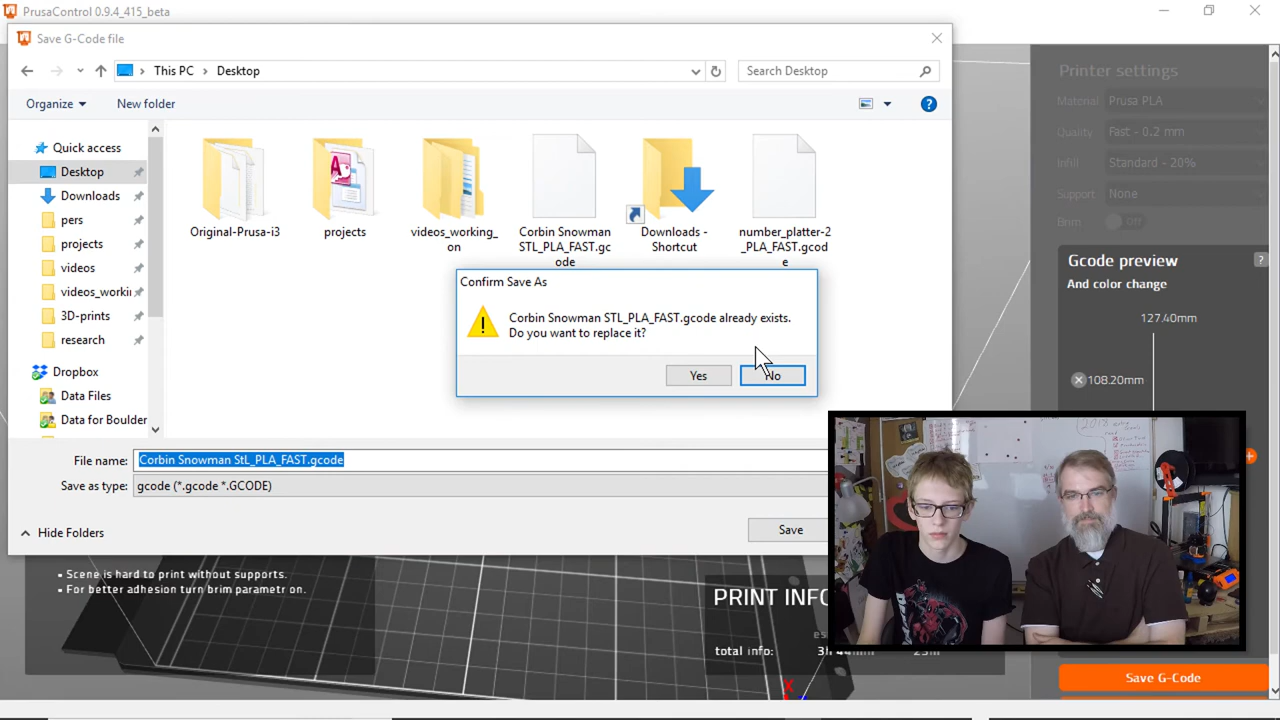 PrusaControl 0.9.4_415_beta
Save G-Code file
This PC
Desktop
Search Desktop
Organize
New folder
Quick access
Desktop
Downloads
pers
projects
videos
videos_workir
3D-prints
research
Dropbox
Data Files
Data for Boulder
Original-Prusa-i3
projects
videos_working_
on
Corbin Snowman
STL_PLA_FAST.gc
ode
Downloads -
Shortcut
number_platter-2
_PLA_FAST.gcod
e
Confirm Save As
Corbin Snowman STL_PLA_FAST.gcode already exists.
Do you want to replace it?
Yes
No
File name:
Corbin Snowman StL_PLA_FAST.gcode
Save as type:
gcode (*.gcode *.GCODE)
Hide Folders
Save
Printer settings
Material
Prusa PLA
Quality
Fast - 0.2 mm
Infill
Standard - 20%
Support
None
Brim
Off
Gcode preview
?
And color change
127.40mm
108.20mm
▪ Scene is hard to print without supports.
▪ For better adhesion turn brim parametr on.
PRINT INFO
es
total info:
2018
Save G-Code
X